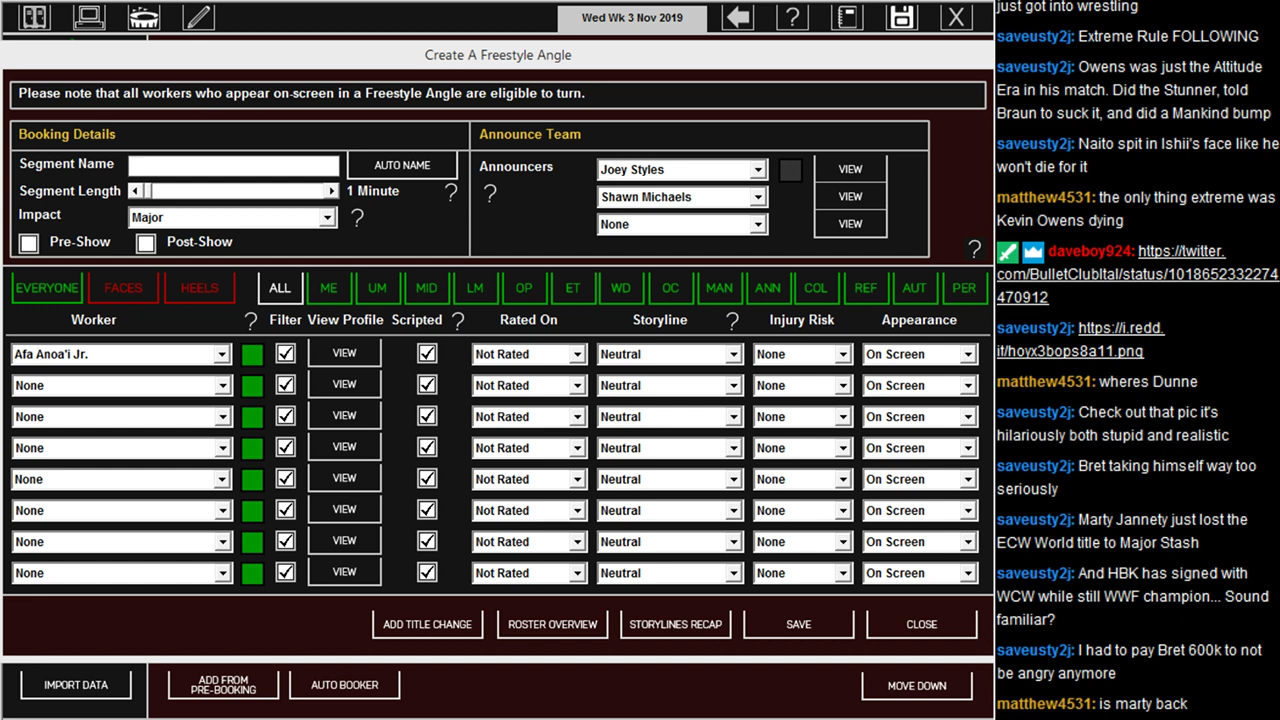 Wed Wk 3 Nov 2019
Create A Freestyle Angle
Please note that all workers who appear on-screen in a Freestyle Angle are eligible to turn.
Booking Details
Segment Name
AUTO NAME
Segment Length 1 Minute ?
Impact Major ?
Pre-Show Post-Show
Announce Team
Announcers Joey Styles VIEW
? Shawn Michaels VIEW
None VIEW
?
EVERYONE FACES HEELS ALL ME UM MID LM OP ET WD OC MAN ANN COL REF AUT PER
Worker ? Filter View Profile Scripted ? Rated On Storyline ? Injury Risk Appearance
Afa Anoa'i Jr. VIEW Not Rated Neutral None On Screen
None VIEW Not Rated Neutral None On Screen
None VIEW Not Rated Neutral None On Screen
None VIEW Not Rated Neutral None On Screen
None VIEW Not Rated Neutral None On Screen
None VIEW Not Rated Neutral None On Screen
None VIEW Not Rated Neutral None On Screen
None VIEW Not Rated Neutral None On Screen
ADD TITLE CHANGE ROSTER OVERVIEW STORYLINES RECAP SAVE CLOSE
IMPORT DATA ADD FROM PRE-BOOKING AUTO BOOKER MOVE DOWN
just got into wrestling
saveusty2j: Extreme Rule FOLLOWING
saveusty2j: Owens was just the Attitude
Era in his match. Did the Stunner, told
Braun to suck it, and did a Mankind bump
saveusty2j: Naito spit in Ishii's face like he
won't die for it
matthew4531: the only thing extreme was
Kevin Owens dying
daveboy924: https://twitter.
com/BulletClubItal/status/1018652332274
470912
saveusty2j: https://i.redd.
it/hoyx3bops8a11.png
matthew4531: wheres Dunne
saveusty2j: Check out that pic it's
hilariously both stupid and realistic
saveusty2j: Bret taking himself way too
seriously
saveusty2j: Marty Jannety just lost the
ECW World title to Major Stash
saveusty2j: And HBK has signed with
WCW while still WWF champion... Sound
familiar?
saveusty2j: I had to pay Bret 600k to not
be angry anymore
matthew4531: is marty back